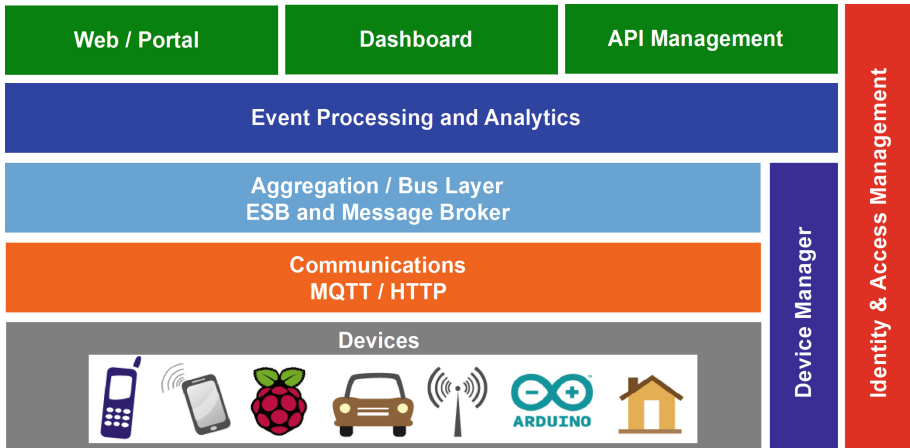 Web / Portal
Dashboard
API Management
Event Processing and Analytics
Aggregation / Bus Layer
ESB and Message Broker
Communications
MQTT / HTTP
Devices
ARDUINO
Device Manager
Identity & Access Management